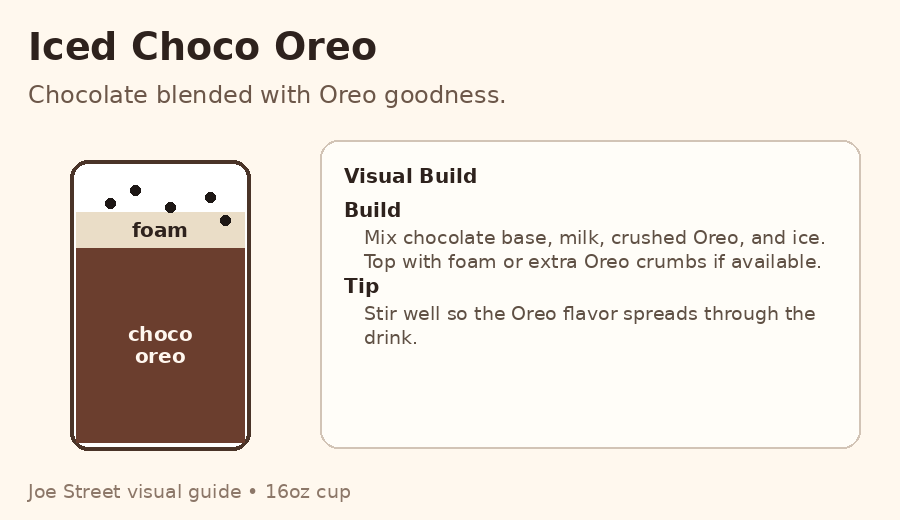 Iced Choco Oreo
Chocolate blended with Oreo goodness.
foam
choco
oreo
Visual Build
Build
Mix chocolate base, milk, crushed Oreo, and ice.
Top with foam or extra Oreo crumbs if available.
Tip
Stir well so the Oreo flavor spreads through the
drink.
Joe Street visual guide • 16oz cup